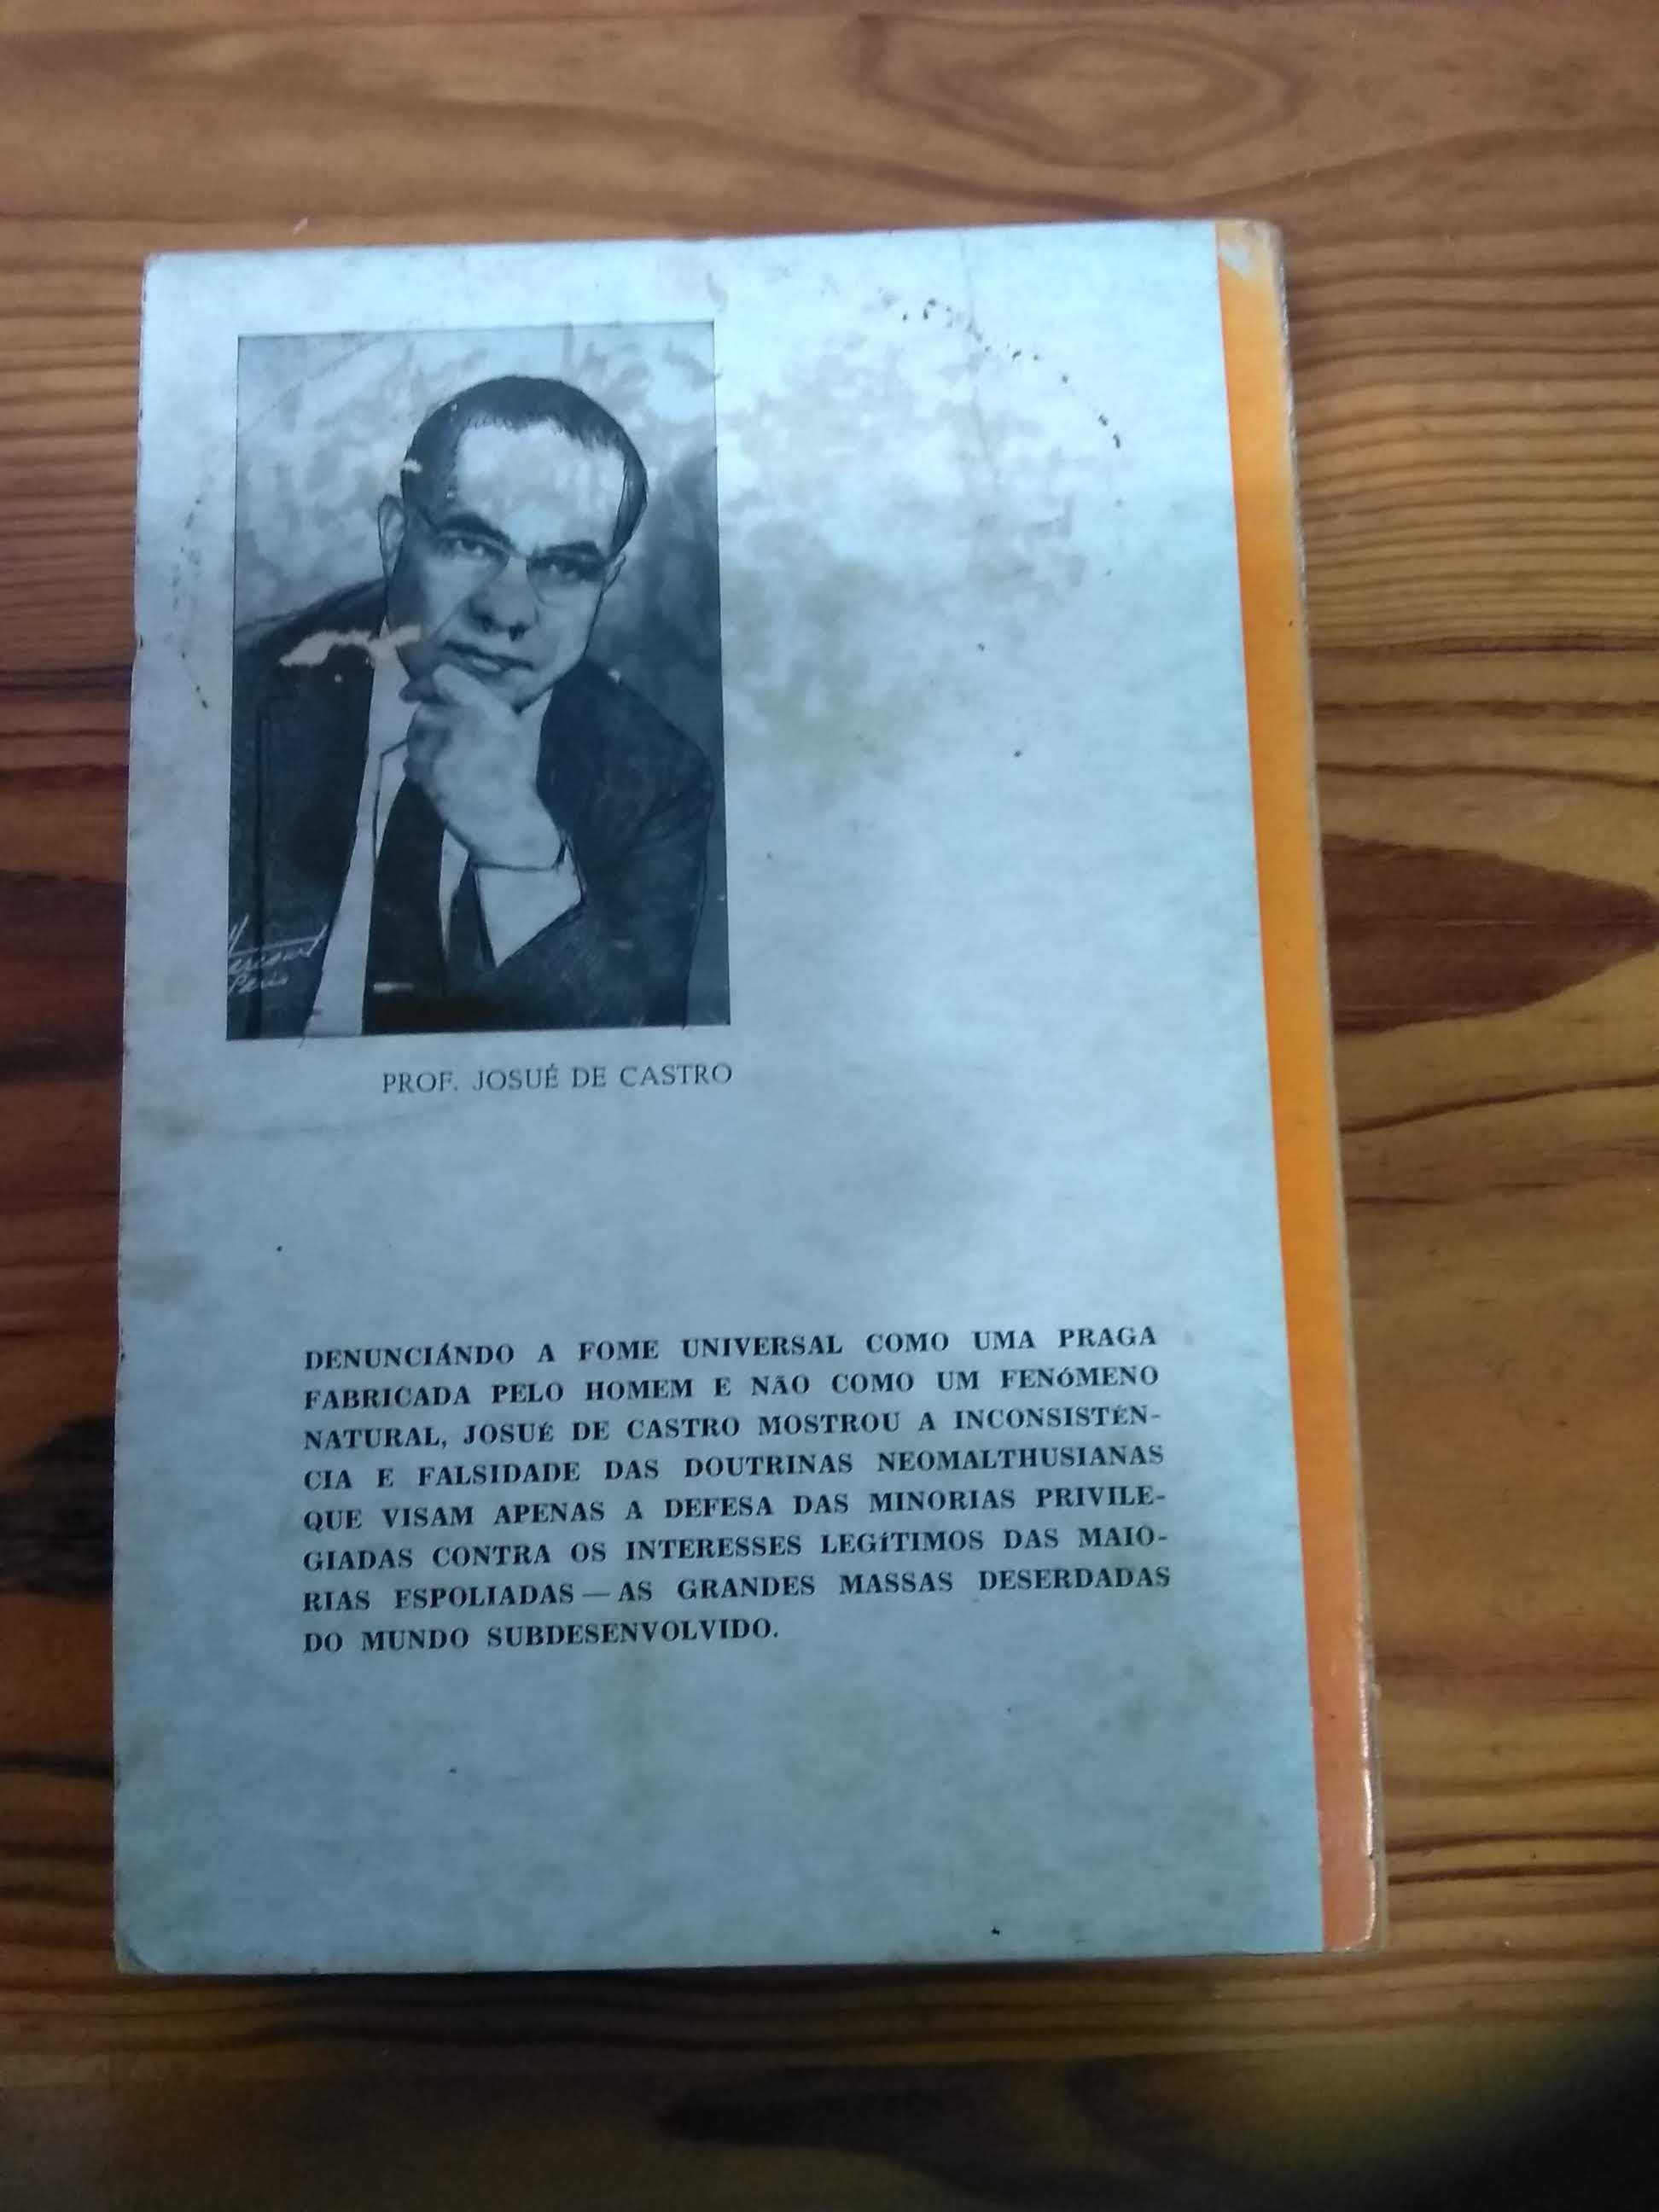 Harcourt
Paris
PROF. JOSUÉ DE CASTRO
DENUNCIÁNDO A FOME UNIVERSAL COMO UMA PRAGA
FABRICADA PELO HOMEM E NÃO COMO UM FENÓMENO
NATURAL, JOSUÉ DE CASTRO MOSTROU A INCONSISTÉN-
CIA E FALSIDADE DAS DOUTRINAS NEOMALTHUSIANAS
QUE VISAM APENAS A DEFESA DAS MINORIAS PRIVILE-
GIADAS CONTRA OS INTERESSES LEGÍTIMOS DAS MAIO-
RIAS ESPOLIADAS — AS GRANDES MASSAS DESERDADAS
DO MUNDO SUBDESENVOLVIDO.